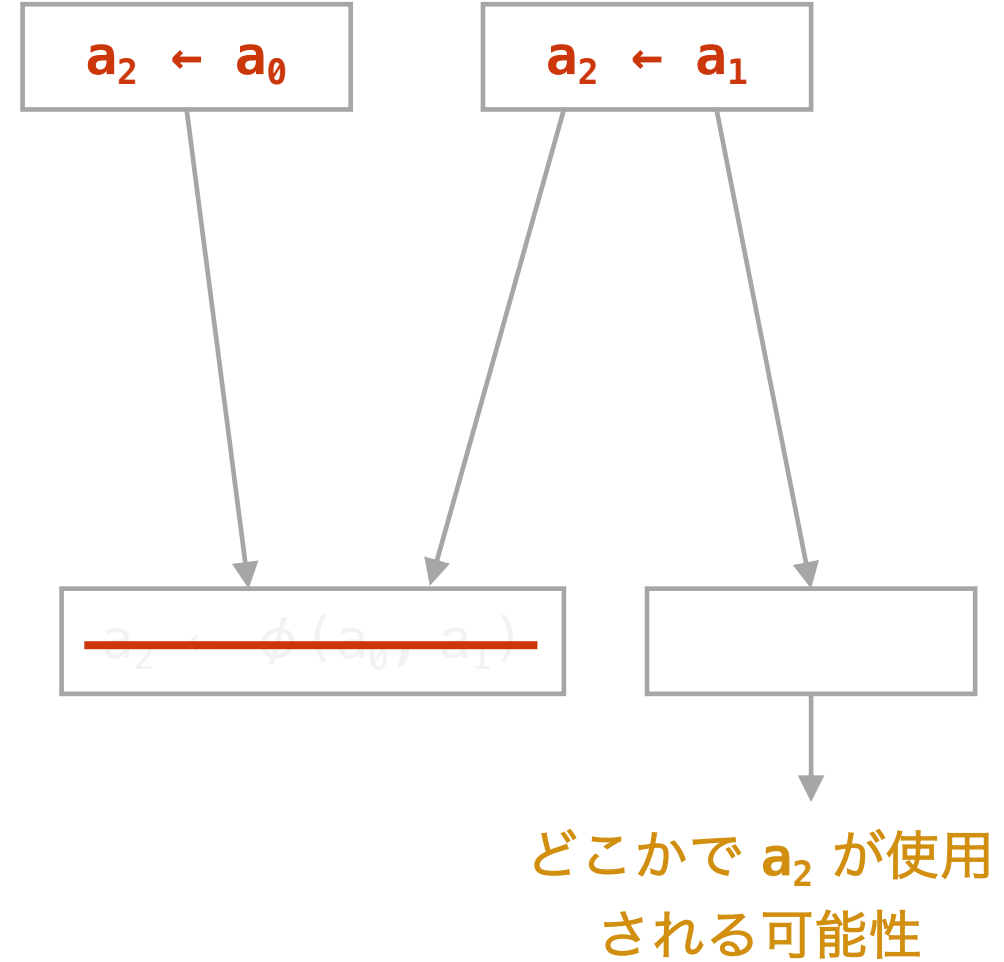 a₂ ← a₀
a₂ ← a₁
a₂ ← φ(a₀, a₁)
どこかで a₂ が使用
される可能性